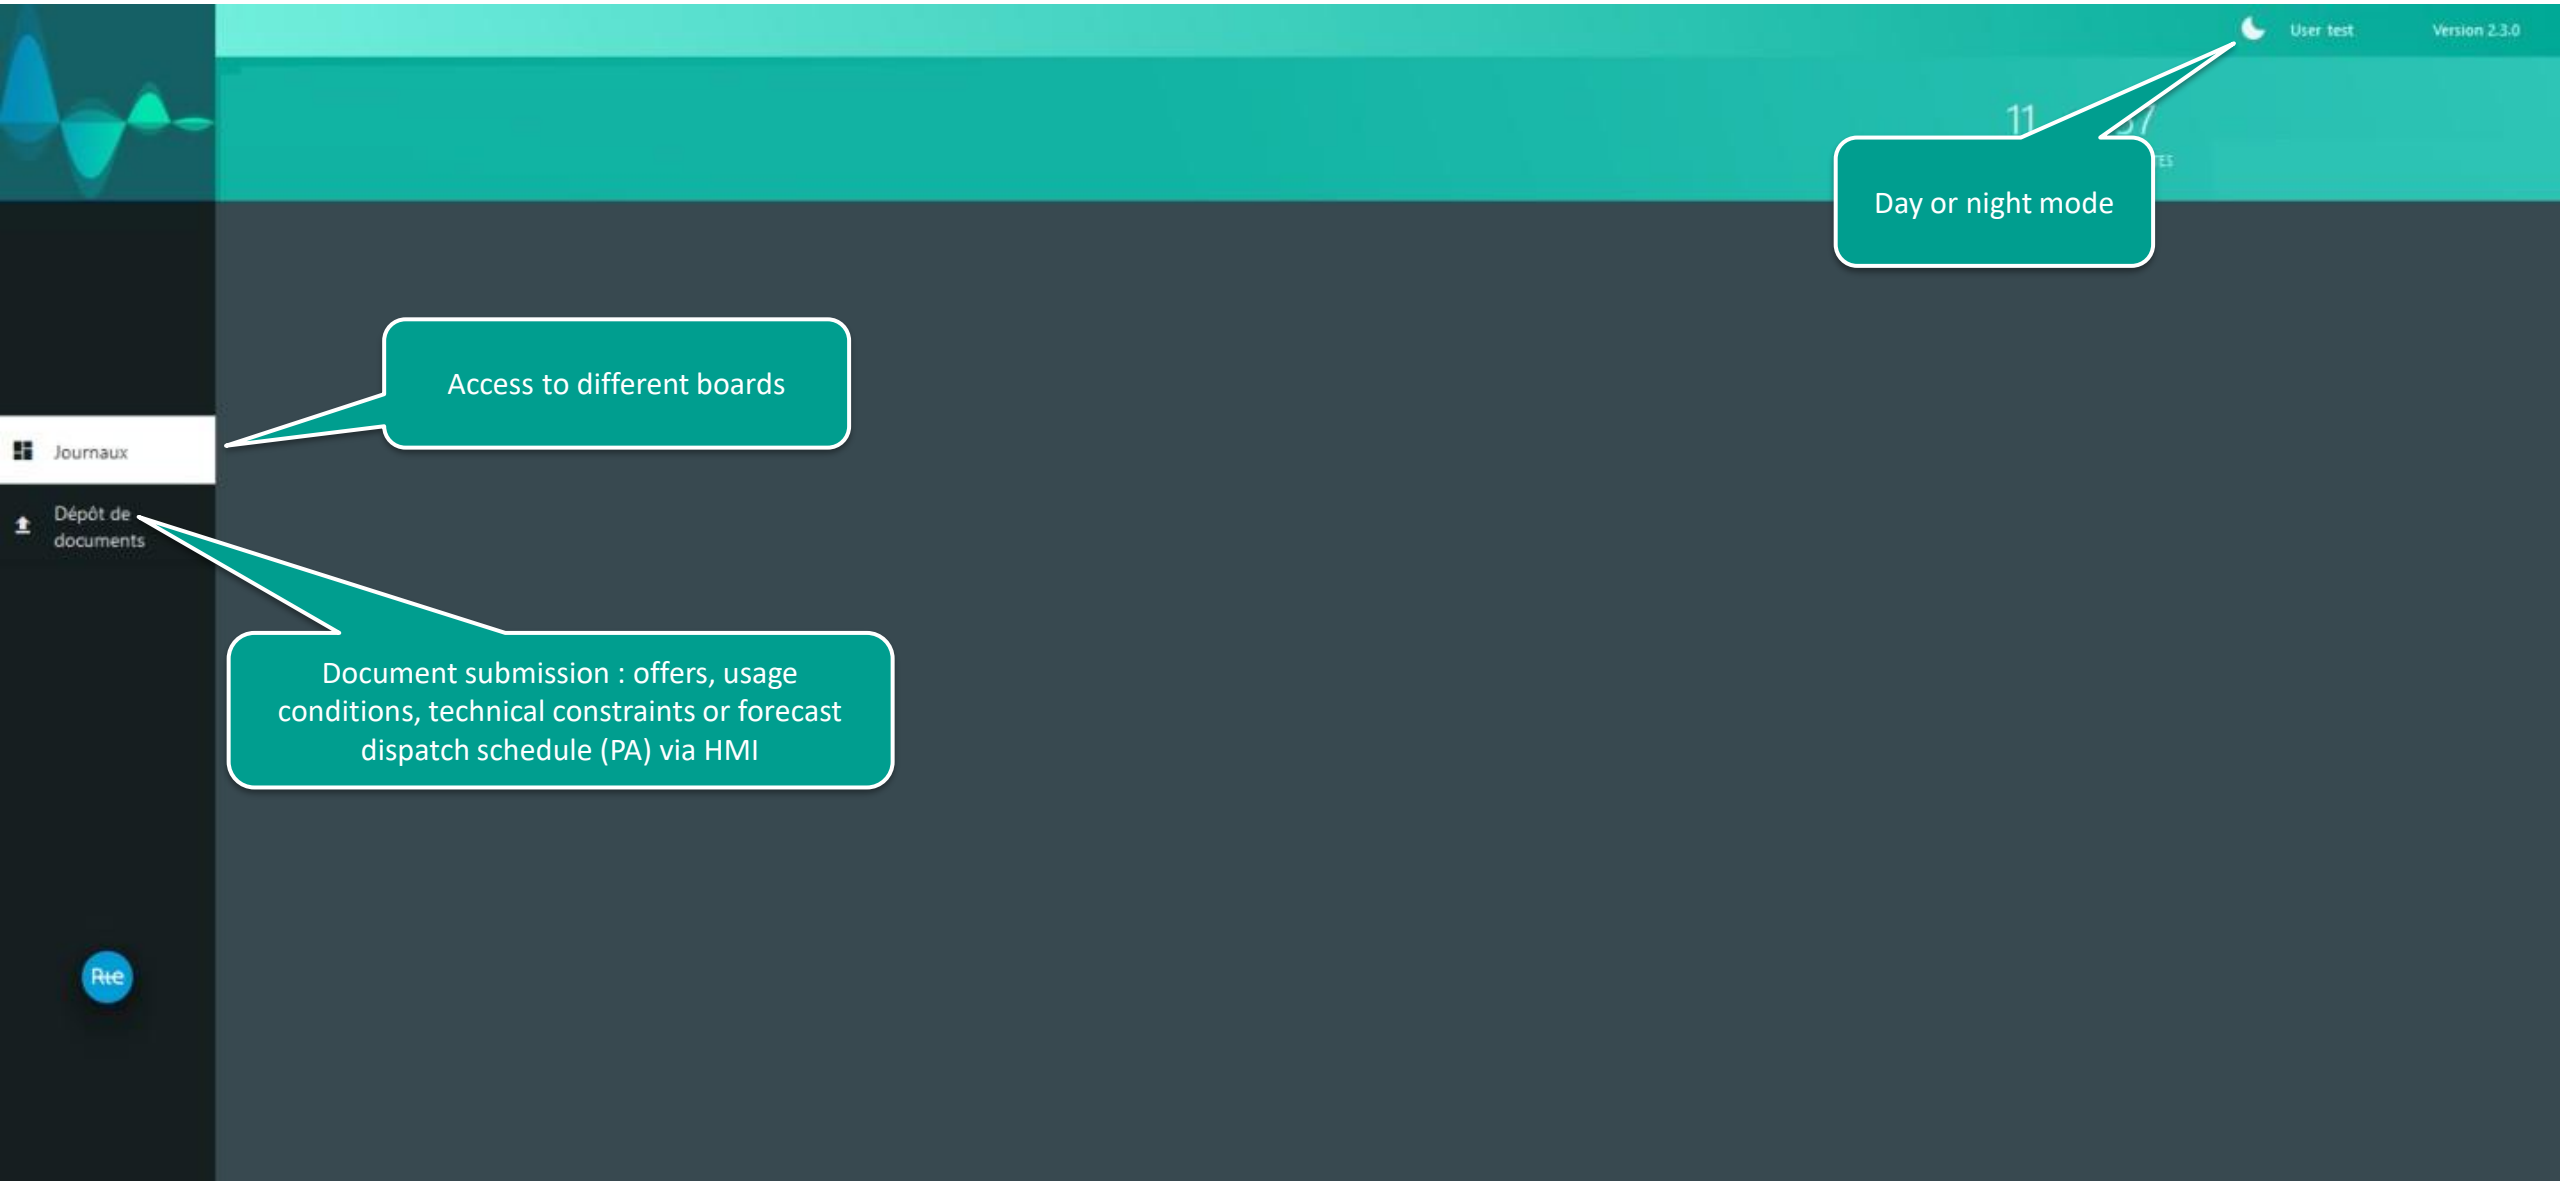 User test
Version 2.3.0
11
Day or night mode
Access to different boards
Journaux
Dépôt de
documents
Document submission : offers, usage
conditions, technical constraints or forecast
dispatch schedule (PA) via HMI
Rte